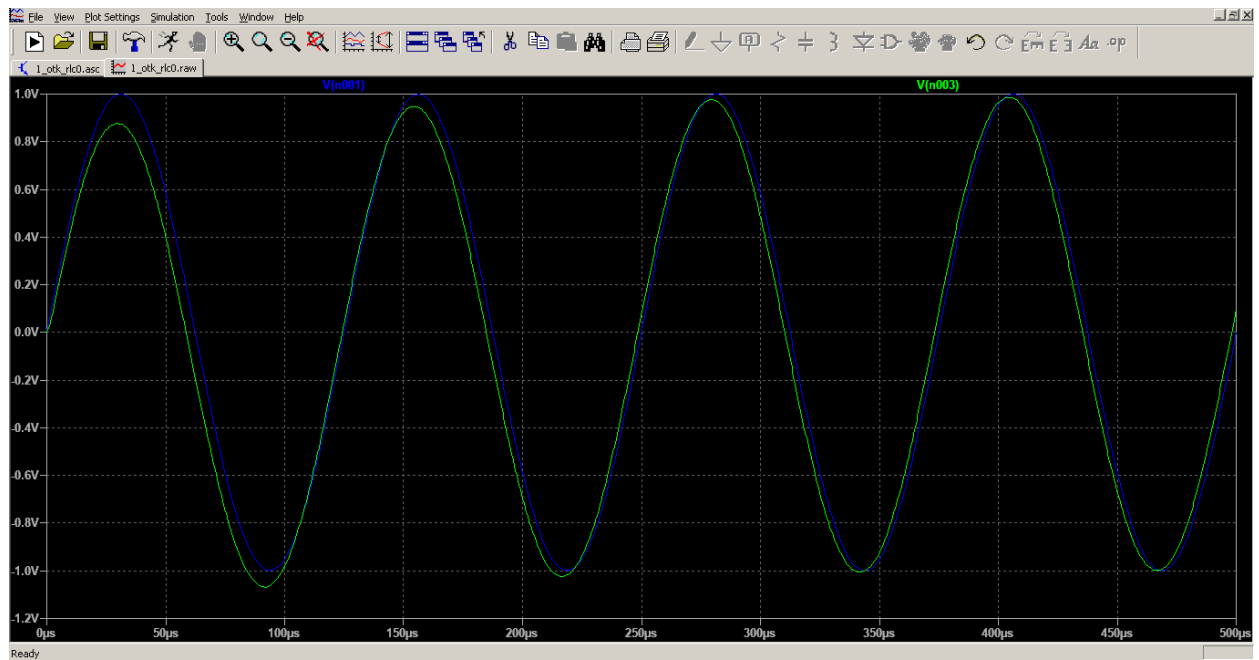 File View Plot Settings Simulation Tools Window Help
Aa .op
1_otk_rlc0.asc 1_otk_rlc0.raw
V(n001) V(n003)
1.0V
0.8V
0.6V
0.4V
0.2V
0.0V
-0.2V
-0.4V
-0.6V
-0.8V
-1.0V
-1.2V
0µs 50µs 100µs 150µs 200µs 250µs 300µs 350µs 400µs 450µs 500µs
Ready